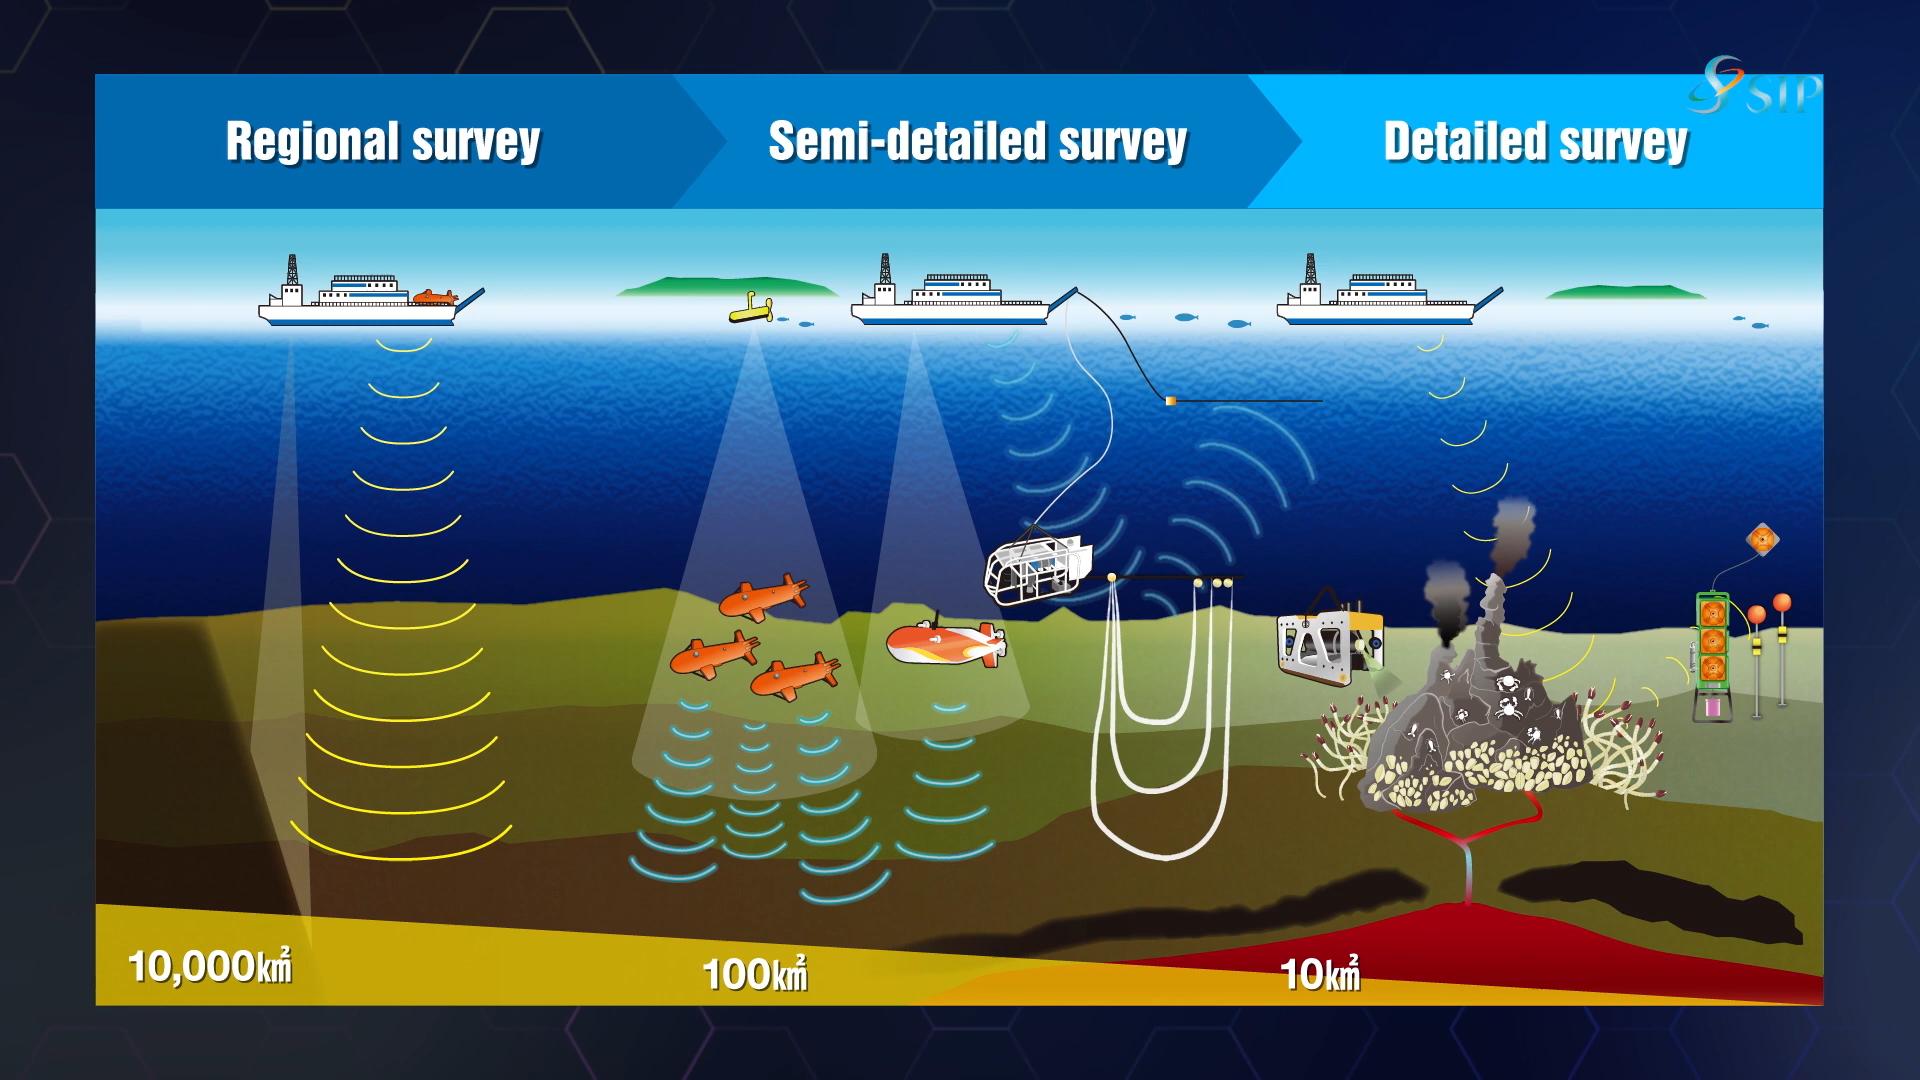 SIP
Regional survey
Semi-detailed survey
Detailed survey
10,000㎢
100㎢
10㎢